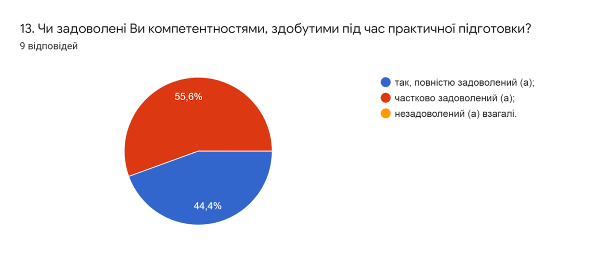 13. Чи задоволені Ви компетентностями, здобутими під час практичної підготовки?
9 відповідей
так, повністю задоволений (а);
частково задоволений (а);
незадоволений (а) взагалі.
55,6%
44,4%